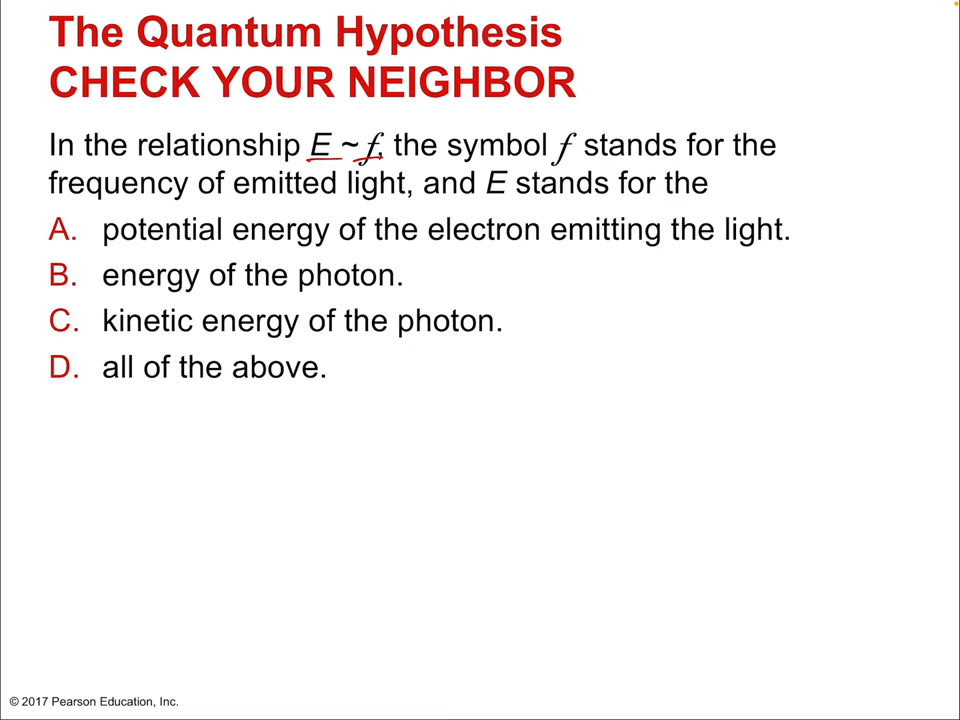 The Quantum Hypothesis
CHECK YOUR NEIGHBOR
In the relationship E ~ f, the symbol f stands for the
frequency of emitted light, and E stands for the
A. potential energy of the electron emitting the light.
B. energy of the photon.
C. kinetic energy of the photon.
D. all of the above.
© 2017 Pearson Education, Inc.